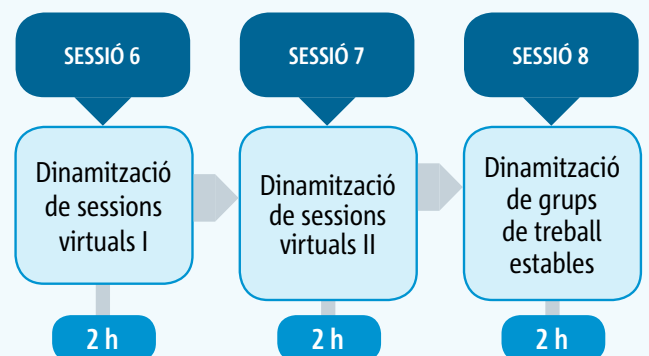 SESSIÓ 6
Dinamització
de sessions
virtuals I
2 h
SESSIÓ 7
Dinamització
de sessions
virtuals II
2 h
SESSIÓ 8
Dinamització
de grups
de treball
estables
2 h